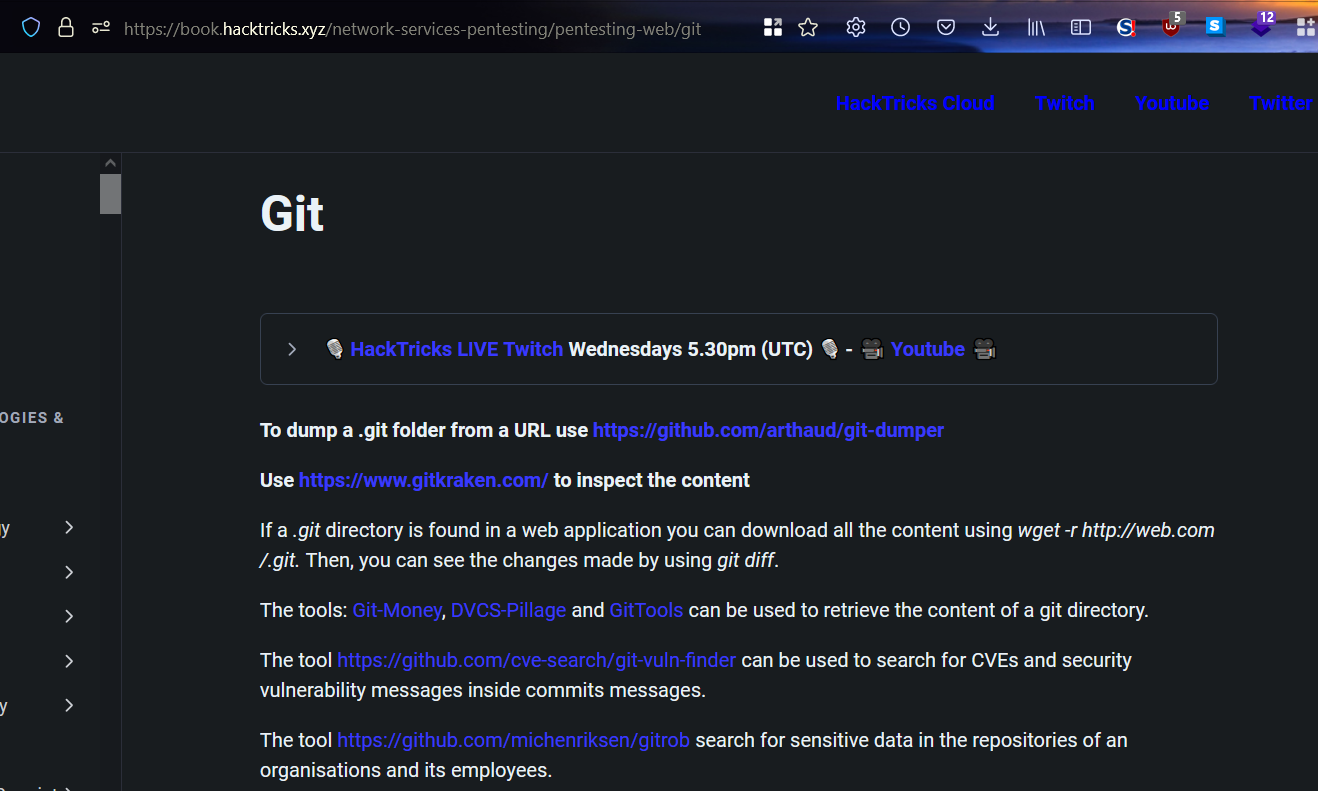 https://book.hacktricks.xyz/network-services-pentesting/pentesting-web/git
5
12
HackTricks Cloud Twitch Youtube Twitter
Git
HackTricks LIVE Twitch Wednesdays 5.30pm (UTC) - Youtube
OGIES &
To dump a .git folder from a URL use https://github.com/arthaud/git-dumper
Use https://www.gitkraken.com/ to inspect the content
gy
If a .git directory is found in a web application you can download all the content using wget -r http://web.com
/.git. Then, you can see the changes made by using git diff.
The tools: Git-Money, DVCS-Pillage and GitTools can be used to retrieve the content of a git directory.
The tool https://github.com/cve-search/git-vuln-finder can be used to search for CVEs and security
vulnerability messages inside commits messages.
y
The tool https://github.com/michenriksen/gitrob search for sensitive data in the repositories of an
organisations and its employees.